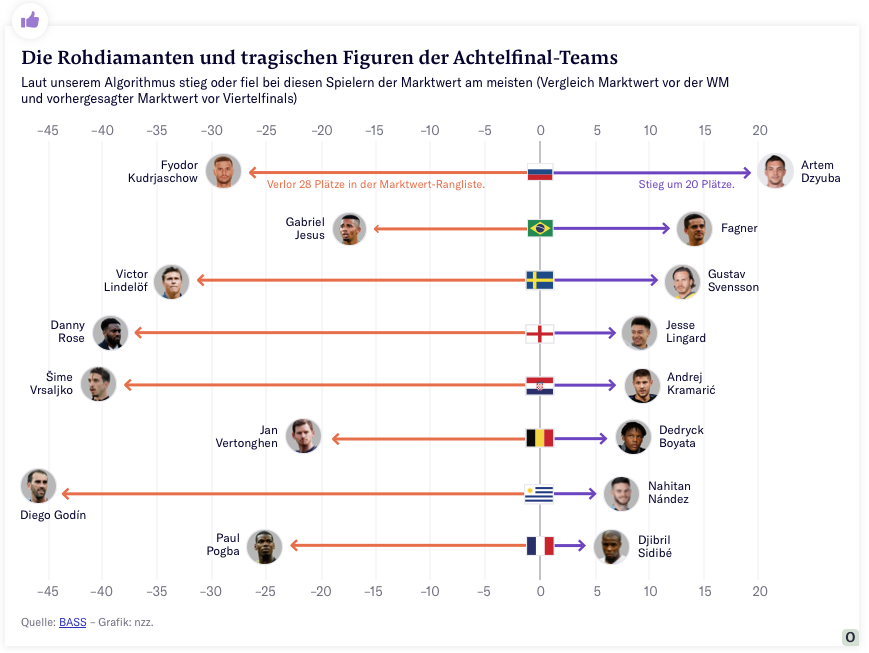 Die Rohdiamanten und tragischen Figuren der Achtelfinal-Teams
Laut unserem Algorithmus stieg oder fiel bei diesen Spielern der Marktwert am meisten (Vergleich Marktwert vor der WM
und vorhergesagter Marktwert vor Viertelfinals)
−45 −40 −35 −30 −25 −20 −15 −10 −5 0 5 10 15 20
Fyodor
Kudrjaschow
Artem
Dzyuba
Verlor 28 Plätze in der Marktwert-Rangliste.
Stieg um 20 Plätze.
Gabriel
Jesus
Fagner
Victor
Lindelöf
Gustav
Svensson
Danny
Rose
Jesse
Lingard
Šime
Vrsaljko
Andrej
Kramarić
Jan
Vertonghen
Dedryck
Boyata
Diego Godín
Nahitan
Nández
Paul
Pogba
Djibril
Sidibé
−45 −40 −35 −30 −25 −20 −15 −10 −5 0 5 10 15 20
Quelle: BASS – Grafik: nzz.
O